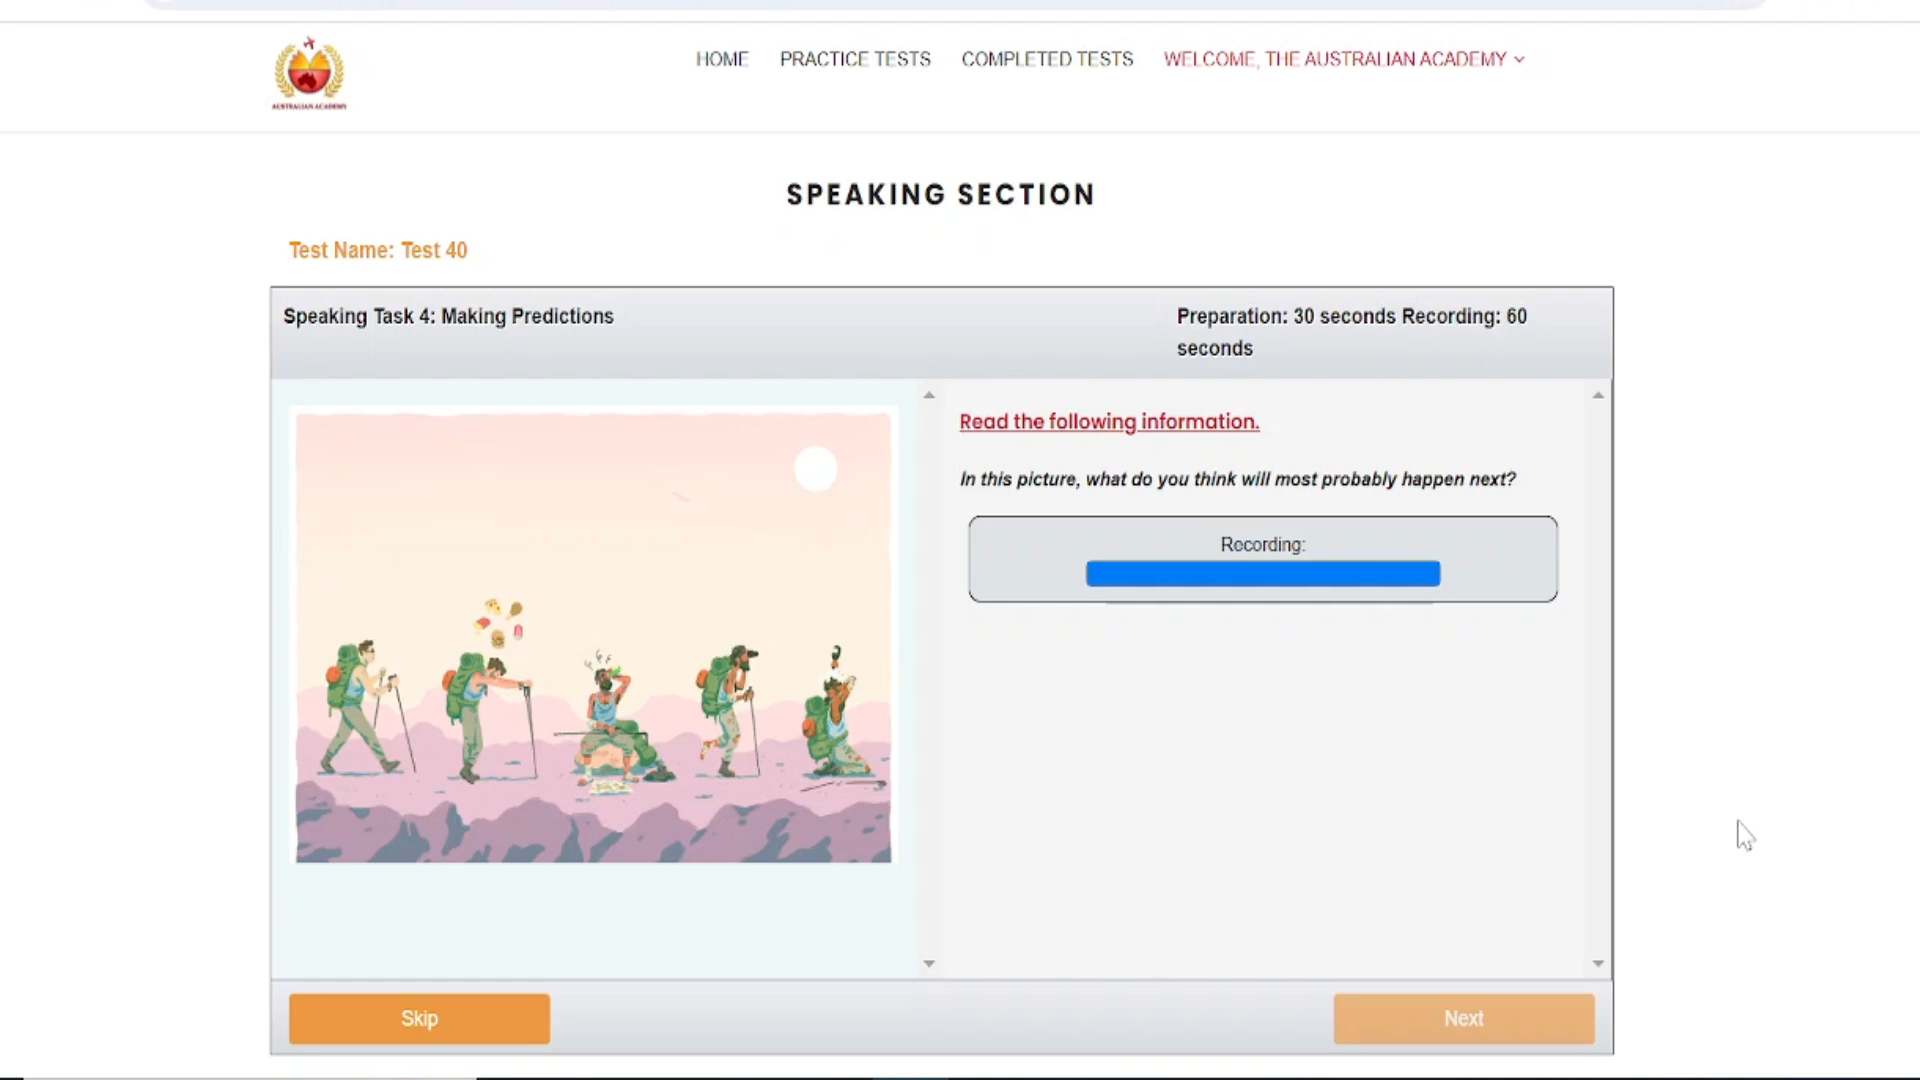 AUSTRALIAN ACADEMY
HOME PRACTICE TESTS COMPLETED TESTS WELCOME, THE AUSTRALIAN ACADEMY
SPEAKING SECTION
Test Name: Test 40
Speaking Task 4: Making Predictions
Preparation: 30 seconds Recording: 60
seconds
Read the following information.
In this picture, what do you think will most probably happen next?
Recording:
Skip
Next